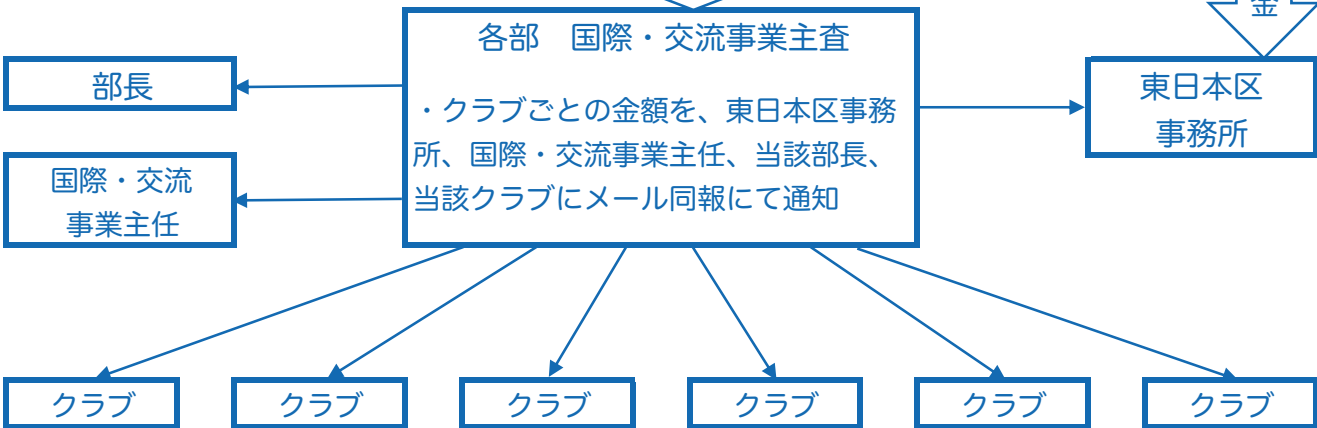 金
各部　国際・交流事業主査
・クラブごとの金額を、東日本区事務
所、国際・交流事業主任、当該部長、
当該クラブにメール同報にて通知
部長
国際・交流
事業主任
東日本区
事務所
クラブ
クラブ
クラブ
クラブ
クラブ
クラブ